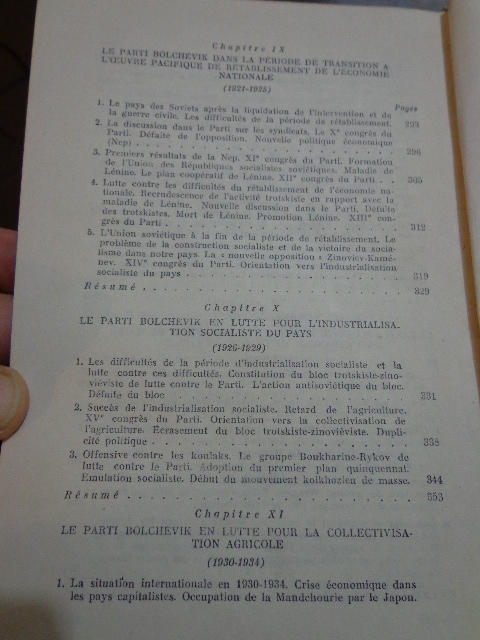 Chapitre IX
LE PARTI BOLCHEVIK DANS LA PÉRIODE DE TRANSITION A
L'ŒUVRE PACIFIQUE DE RÉTABLISSEMENT DE L'ÉCONOMIE
NATIONALE
(1921-1925)
Pages
1. Le pays des Soviets après la liquidation de l'intervention et de
la guerre civile. Les difficultés de la période de rétablissement. 293
2. La discussion dans le Parti sur les syndicats. Le Xe congrès du
Parti. Défaite de l'opposition. Nouvelle politique économique
(Nep) . . . . . . . . . . . . . . . . . . . . 296
3. Premiers résultats de la Nep. XIe congrès du Parti. Formation
de l'Union des Républiques socialistes soviétiques. Maladie de
Lénine. Le plan coopératif de Lénine. XIIe congrès du Parti . 305
4. Lutte contre les difficultés du rétablissement de l'économie na-
tionale. Recrudescence de l'activité trotskiste en rapport avec la
maladie de Lénine. Nouvelle discussion dans le Parti. Défaite
des trotskistes. Mort de Lénine. Promotion Lénine. XIIIe con-
grès du Parti . . . . . . . . . . . . . . . . . 312
5. L'Union soviétique à la fin de la période de rétablissement. Le
problème de la construction socialiste et de la victoire du socia-
lisme dans notre pays. La « nouvelle opposition » Zinoviev-Kamé-
nev. XIVe congrès du Parti. Orientation vers l'industrialisation
socialiste du pays . . . . . . . . . . . . . . . 319
Résumé . . . . . . . . . . . . . . . . . . . . 329
Chapitre X
LE PARTI BOLCHEVIK EN LUTTE POUR L'INDUSTRIALISA-
TION SOCIALISTE DU PAYS
(1926-1929)
1. Les difficultés de la période d'industrialisation socialiste et la
lutte contre ces difficultés. Constitution du bloc trotskiste-zino-
viéviste de lutte contre le Parti. L'action antisoviétique du bloc.
Défaite du bloc . . . . . . . . . . . . . . . . 331
2. Succès de l'industrialisation socialiste. Retard de l'agriculture.
XVe congrès du Parti. Orientation vers la collectivisation de
l'agriculture. Ecrasement du bloc trotskiste-zinoviéviste. Dupli-
cité politique . . . . . . . . . . . . . . . . . 338
3. Offensive contre les koulaks. Le groupe Boukharine-Rykov de
lutte contre le Parti. Adoption du premier plan quinquennal.
Emulation socialiste. Début du mouvement kolkhozien de masse. 344
Résumé . . . . . . . . . . . . . . . . . . . . 353
Chapitre XI
LE PARTI BOLCHEVIK EN LUTTE POUR LA COLLECTIVISA-
TION AGRICOLE
(1930-1934)
1. La situation internationale en 1930-1934. Crise économique dans
les pays capitalistes. Occupation de la Mandchourie par le Japon.